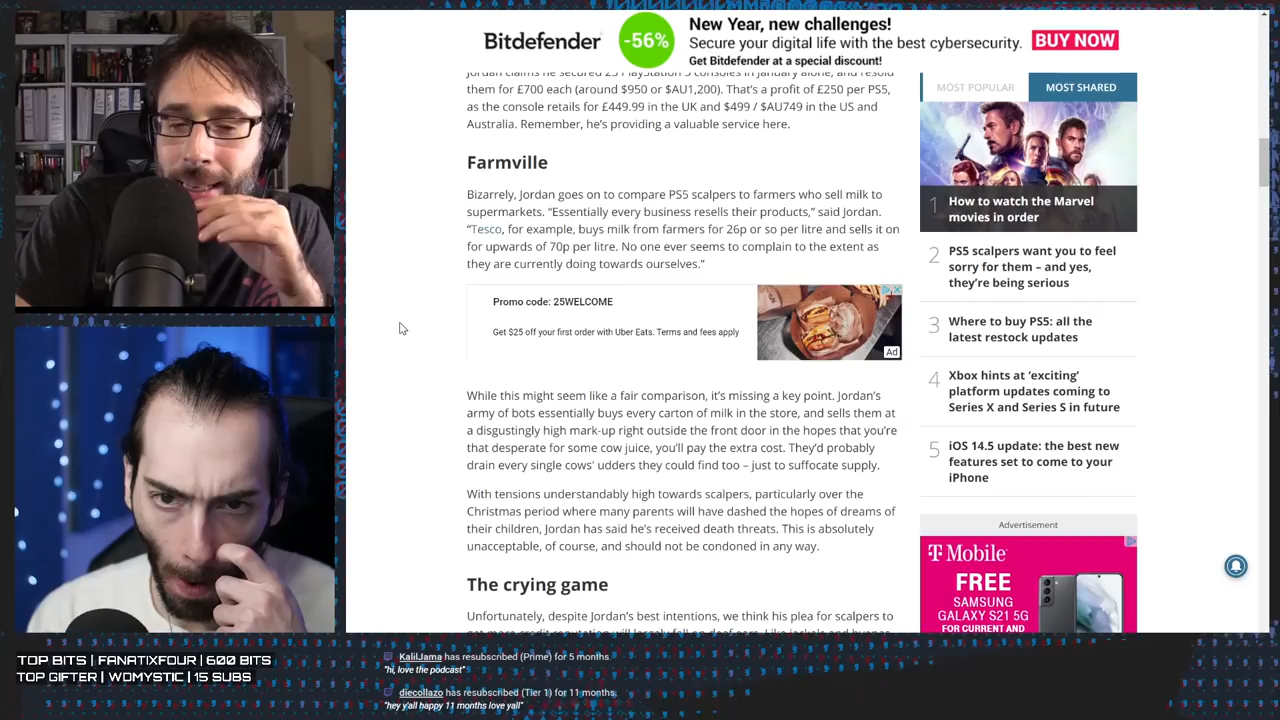 Bitdefender
-56%
New Year, new challenges!
Secure your digital life with the best cybersecurity.
Get Bitdefender at a special discount!
BUY NOW
Jordan claims he secured 25 PlayStation 5 consoles in January alone, and resold
them for £700 each (around $950 or $AU1,200). That's a profit of £250 per PS5,
as the console retails for £449.99 in the UK and $499 / $AU749 in the US and
Australia. Remember, he's providing a valuable service here.
Farmville
Bizarrely, Jordan goes on to compare PS5 scalpers to farmers who sell milk to
supermarkets. “Essentially every business resells their products,” said Jordan.
“Tesco, for example, buys milk from farmers for 26p or so per litre and sells it on
for upwards of 70p per litre. No one ever seems to complain to the extent as
they are currently doing towards ourselves.”
Promo code: 25WELCOME
Get $25 off your first order with Uber Eats. Terms and fees apply
Ad
While this might seem like a fair comparison, it's missing a key point. Jordan's
army of bots essentially buys every carton of milk in the store, and sells them at
a disgustingly high mark-up right outside the front door in the hopes that you're
that desperate for some cow juice, you'll pay the extra cost. They'd probably
drain every single cows' udders they could find too – just to suffocate supply.
With tensions understandably high towards scalpers, particularly over the
Christmas period where many parents will have dashed the hopes of dreams of
their children, Jordan has said he's received death threats. This is absolutely
unacceptable, of course, and should not be condoned in any way.
The crying game
Unfortunately, despite Jordan's best intentions, we think his plea for scalpers to
MOST POPULAR
MOST SHARED
1 How to watch the Marvel
movies in order
2 PS5 scalpers want you to feel
sorry for them – and yes,
they're being serious
3 Where to buy PS5: all the
latest restock updates
4 Xbox hints at ‘exciting’
platform updates coming to
Series X and Series S in future
5 iOS 14.5 update: the best new
features set to come to your
iPhone
Advertisement
T Mobile
FREE
SAMSUNG
GALAXY S21 5G
FOR CURRENT AND
TOP BITS | FANATIXFOUR | 600 BITS
TOP GIFTER | WDMYSTIC | 15 SUBS
KalilJama has resubscribed (Prime) for 5 months.
"hi, love the podcast"
diecollazo has resubscribed (Tier 1) for 11 months.
"hey y'all happy 11 months love yall"